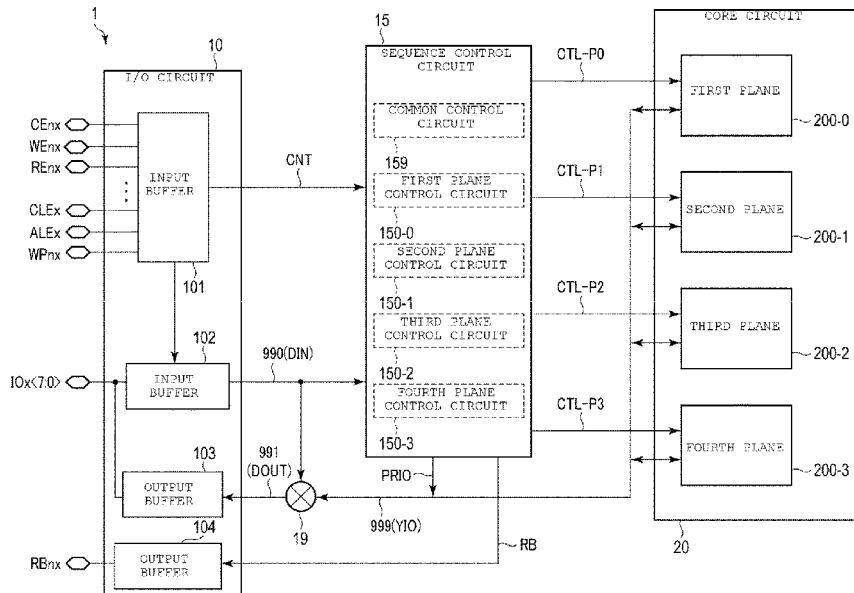 1
10
I/O CIRCUIT
CEnx
WEnx
REnx
CLEx
ALEx
WPnx
INPUT
BUFFER
101
CNT
102
INPUT
BUFFER
IOx<7:0>
990(DIN)
103
OUTPUT
BUFFER
991
(DOUT)
19
104
OUTPUT
BUFFER
RBnx
999(YIO)
PRIO
RB
15
SEQUENCE CONTROL
CIRCUIT
COMMON CONTROL
CIRCUIT
159
FIRST PLANE
CONTROL CIRCUIT
150-0
SECOND PLANE
CONTROL CIRCUIT
150-1
THIRD PLANE
CONTROL CIRCUIT
150-2
FOURTH PLANE
CONTROL CIRCUIT
150-3
CTL-P0
CTL-P1
CTL-P2
CTL-P3
CORE CIRCUIT
FIRST PLANE
200-0
SECOND PLANE
200-1
THIRD PLANE
200-2
FOURTH PLANE
200-3
20